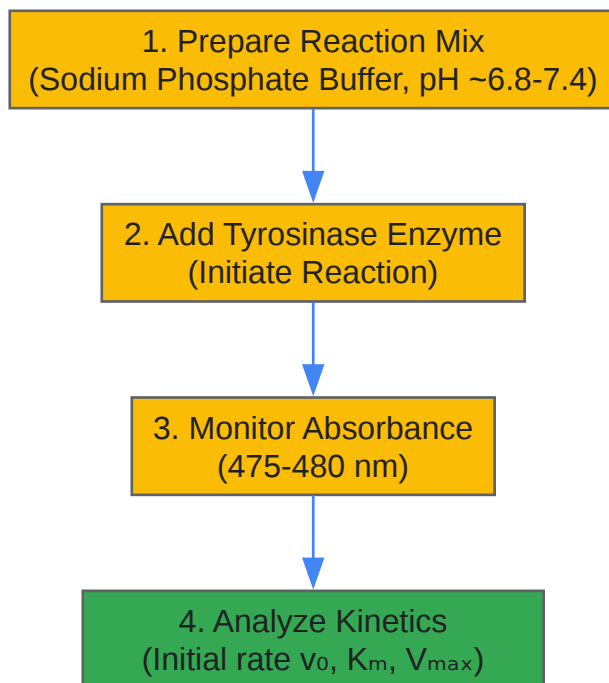 1. Prepare Reaction Mix
(Sodium Phosphate Buffer, pH ~6.8-7.4)
2. Add Tyrosinase Enzyme
(Initiate Reaction)
3. Monitor Absorbance
(475-480 nm)
4. Analyze Kinetics
(Initial rate v₀, Kₘ, Vₘₐₓ)